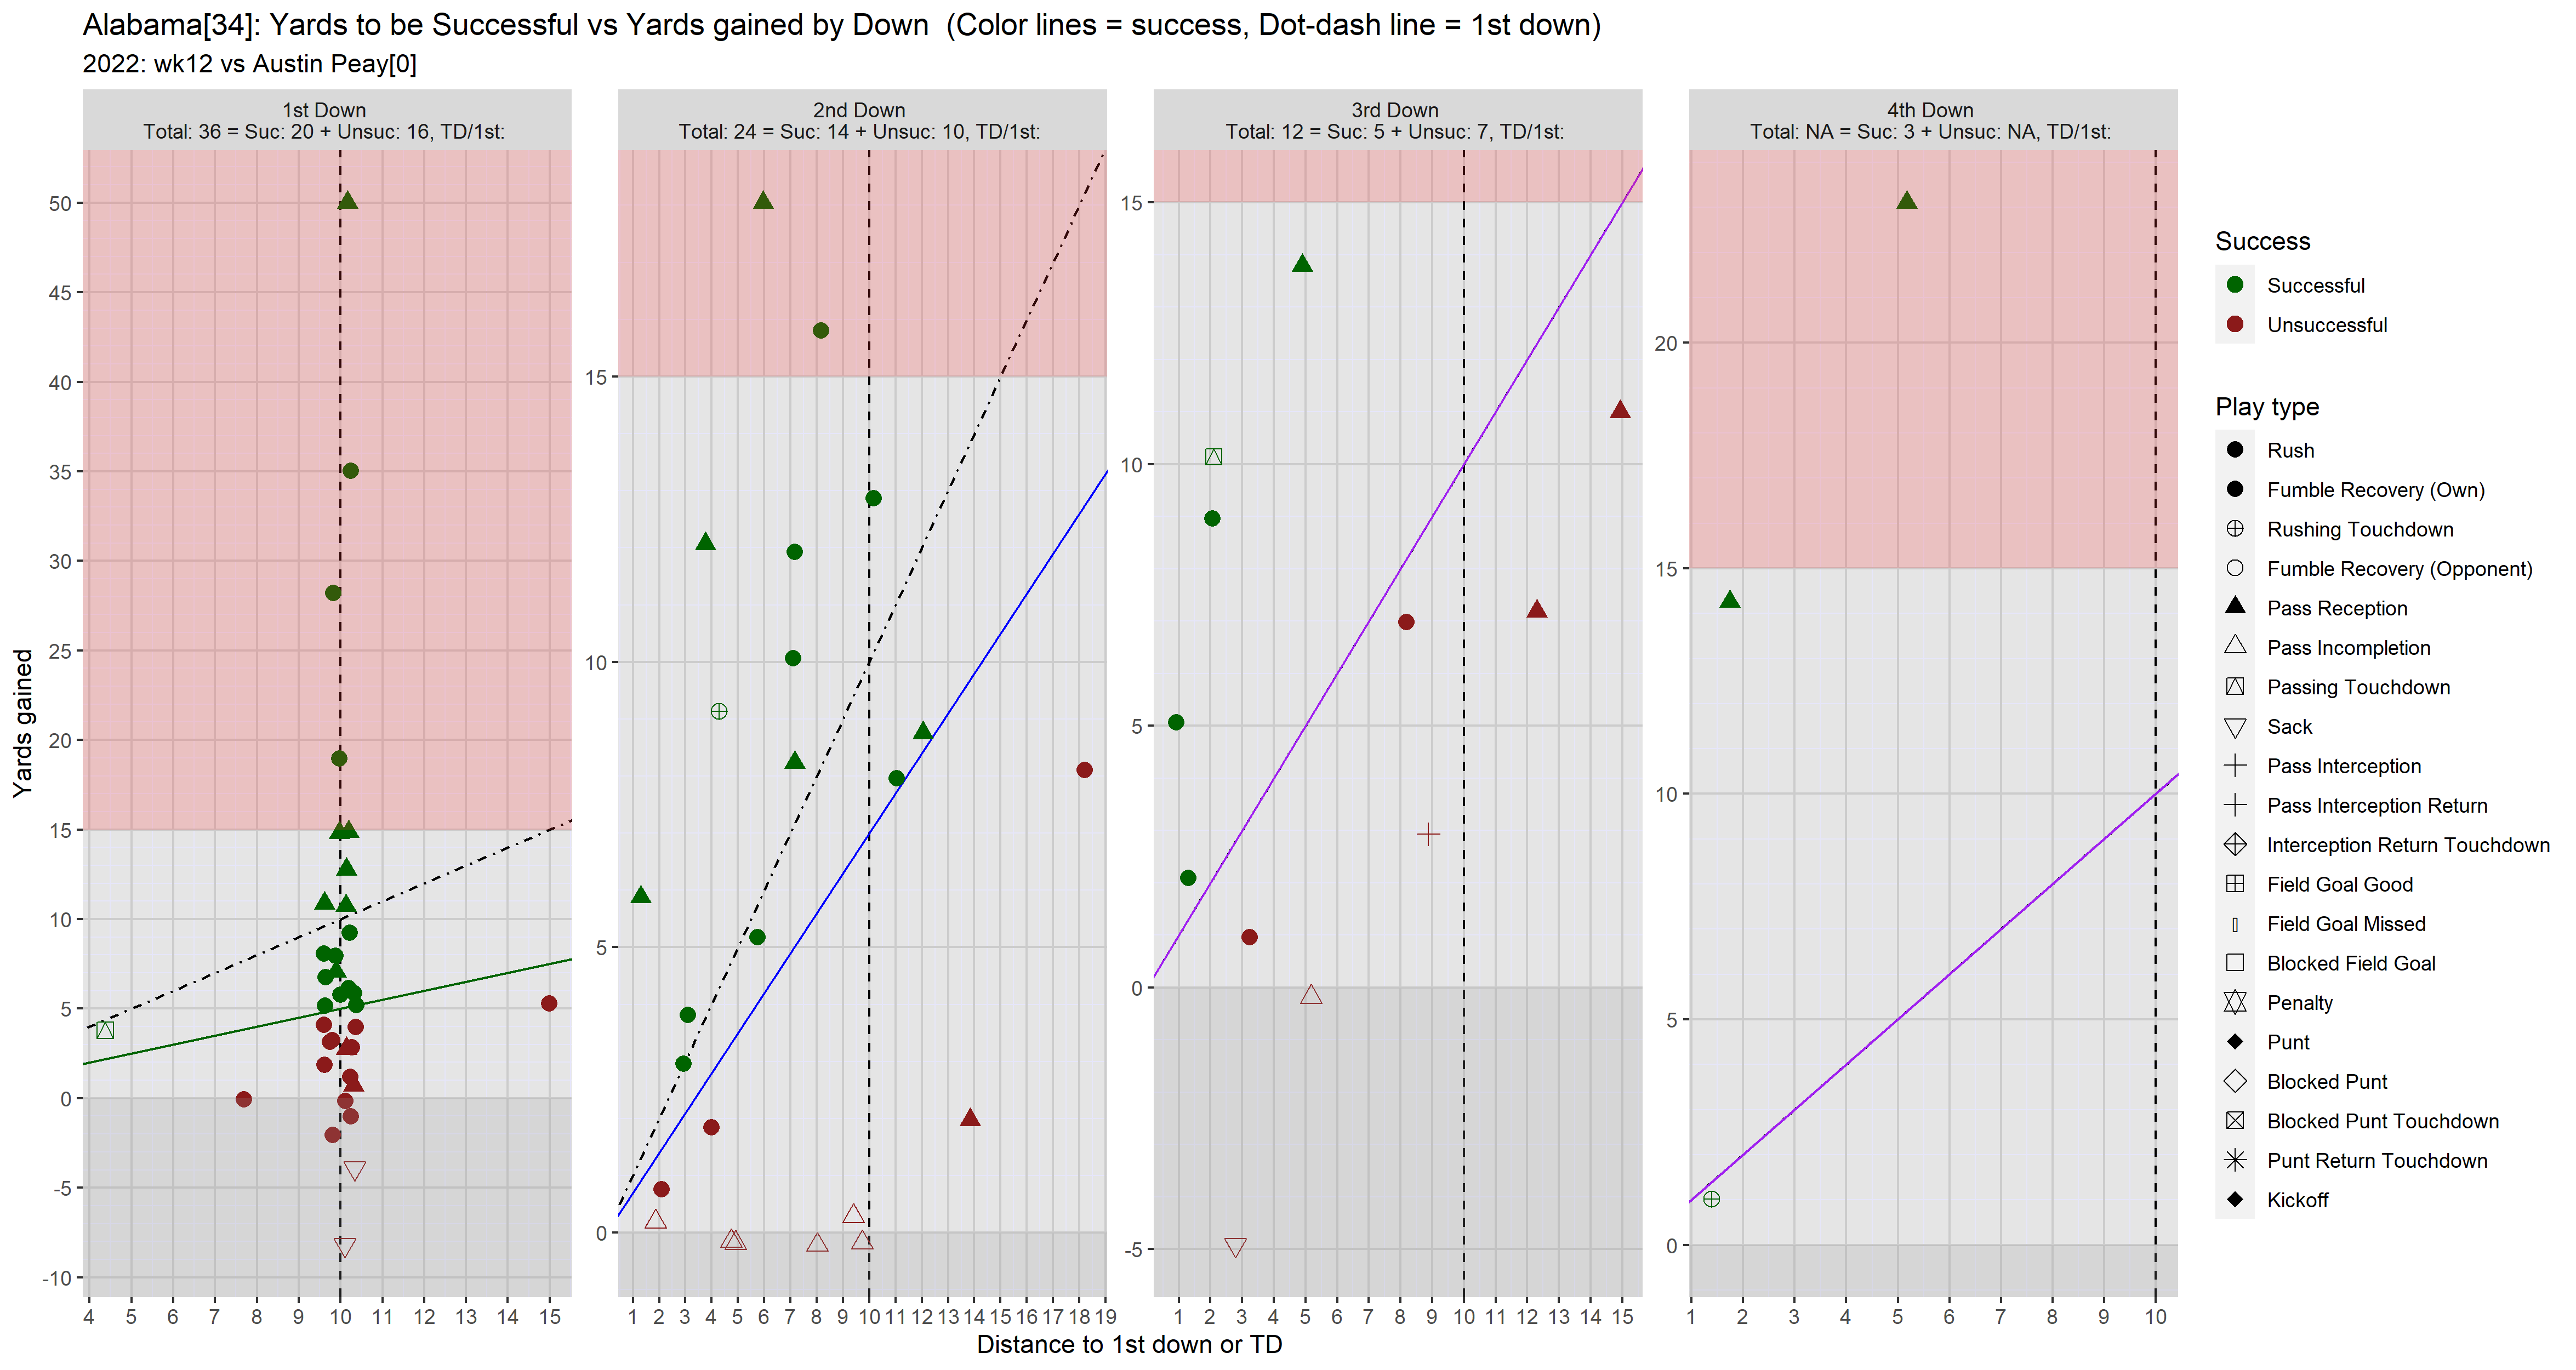 Alabama[34]: Yards to be Successful vs Yards gained by Down  (Color lines = success, Dot-dash line = 1st down)
2022: wk12 vs Austin Peay[0]
1st Down
Total: 36 = Suc: 20 + Unsuc: 16, TD/1st:
2nd Down
Total: 24 = Suc: 14 + Unsuc: 10, TD/1st:
3rd Down
Total: 12 = Suc: 5 + Unsuc: 7, TD/1st:
4th Down
Total: NA = Suc: 3 + Unsuc: NA, TD/1st:
Yards gained
50
45
40
35
30
25
20
15
10
5
0
-5
-10
4 5 6 7 8 9 10 11 12 13 14 15
15
10
5
0
1 2 3 4 5 6 7 8 9 10 11 12 13 14 15 16 17 18 19
15
10
5
0
-5
1 2 3 4 5 6 7 8 9 10 11 12 13 14 15
20
15
10
5
0
1 2 3 4 5 6 7 8 9 10
Distance to 1st down or TD
Success
Successful
Unsuccessful
Play type
Rush
Fumble Recovery (Own)
Rushing Touchdown
Fumble Recovery (Opponent)
Pass Reception
Pass Incompletion
Passing Touchdown
Sack
Pass Interception
Pass Interception Return
Interception Return Touchdown
Field Goal Good
Field Goal Missed
Blocked Field Goal
Penalty
Punt
Blocked Punt
Blocked Punt Touchdown
Punt Return Touchdown
Kickoff